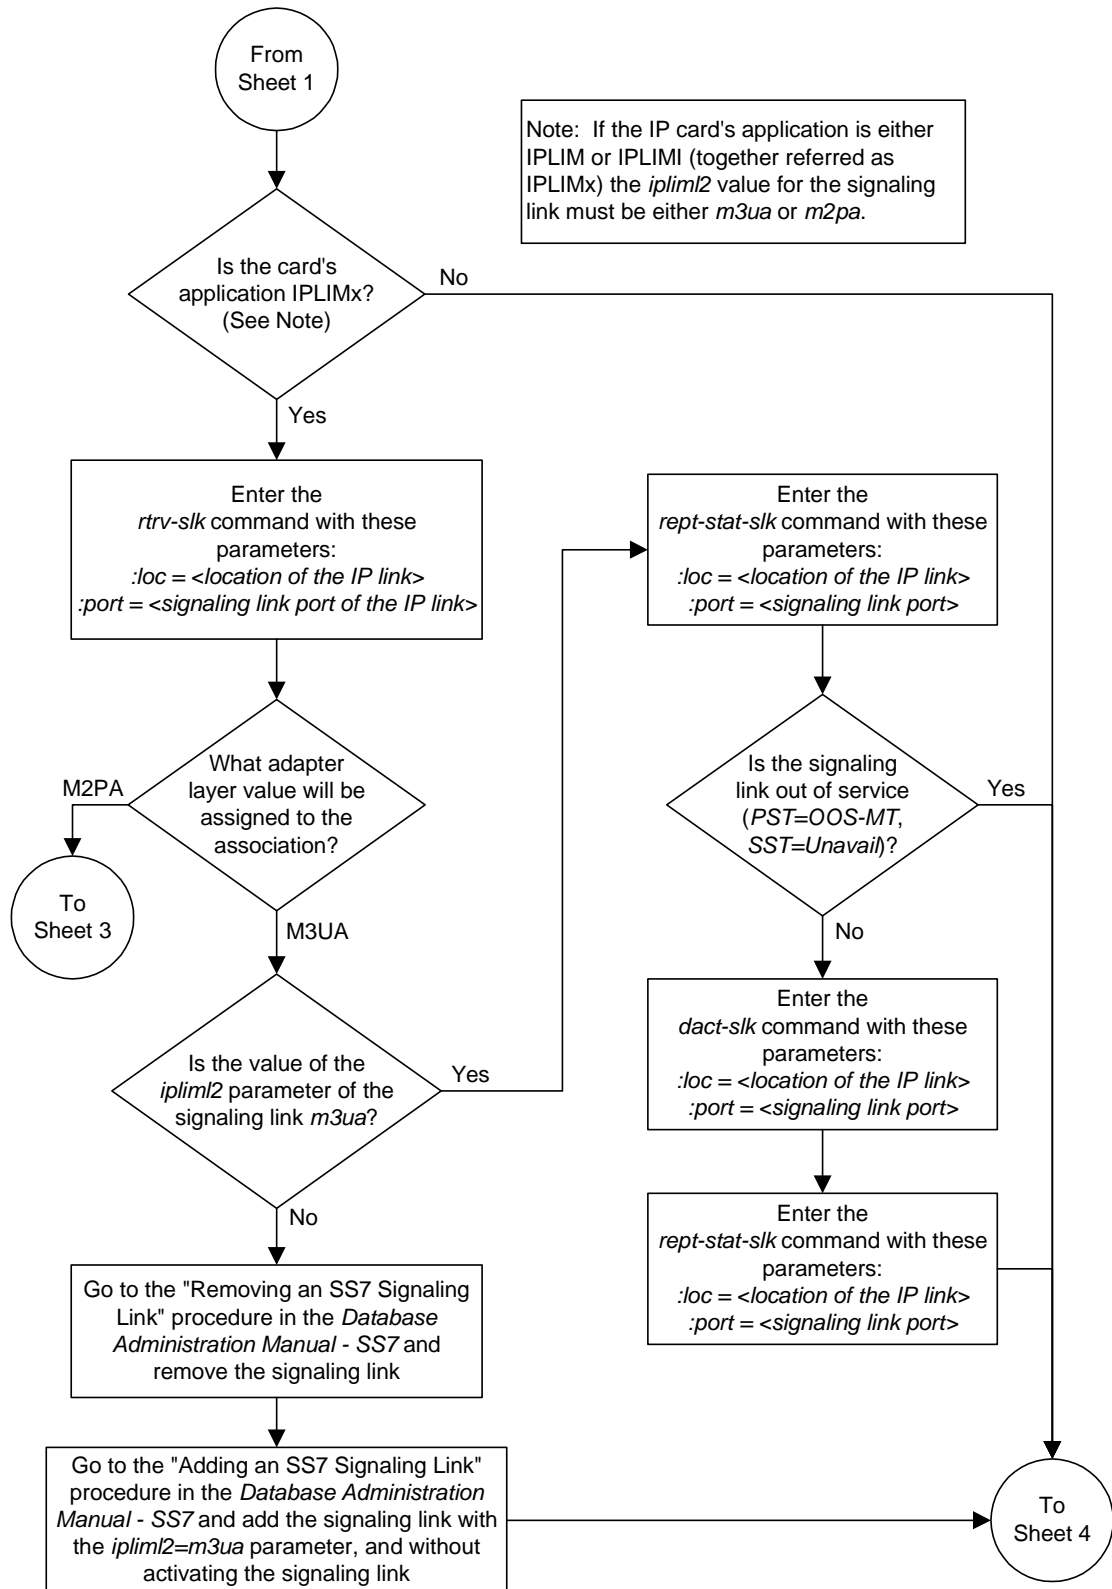 From
Sheet 1
Note:  If the IP card's application is either
IPLIM or IPLIMI (together referred as
IPLIMx) the ipliml2 value for the signaling
link must be either m3ua or m2pa.
Is the card's
application IPLIMx?
(See Note)
No
Yes
Enter the
rtrv-slk command with these
parameters:
:loc = <location of the IP link>
:port = <signaling link port of the IP link>
What adapter
layer value will be
assigned to the
association?
M2PA
To
Sheet 3
M3UA
Is the value of the
ipliml2 parameter of the
signaling link m3ua?
Yes
No
Go to the "Removing an SS7 Signaling
Link" procedure in the Database
Administration Manual - SS7 and
remove the signaling link
Go to the "Adding an SS7 Signaling Link"
procedure in the Database Administration
Manual - SS7 and add the signaling link with
the ipliml2=m3ua parameter, and without
activating the signaling link
Enter the
rept-stat-slk command with these
parameters:
:loc = <location of the IP link>
:port = <signaling link port>
Is the signaling
link out of service
(PST=OOS-MT,
SST=Unavail)?
Yes
No
Enter the
dact-slk command with these
parameters:
:loc = <location of the IP link>
:port = <signaling link port>
Enter the
rept-stat-slk command with these
parameters:
:loc = <location of the IP link>
:port = <signaling link port>
To
Sheet 4